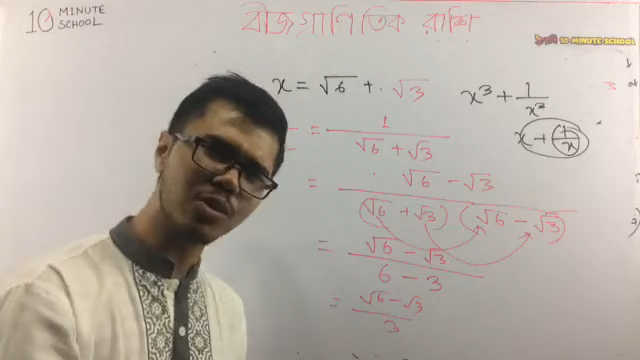 10 MINUTE SCHOOL
বীজগাণিতিক রাশি
10 MINUTE SCHOOL
x = √6 + √3
x³ + 1/x³
x + 1/x
= 1/(√6 + √3)
= (√6 - √3)/((√6 + √3)(√6 - √3))
= (√6 - √3)/(6 - 3)
= (√6 - √3)/3